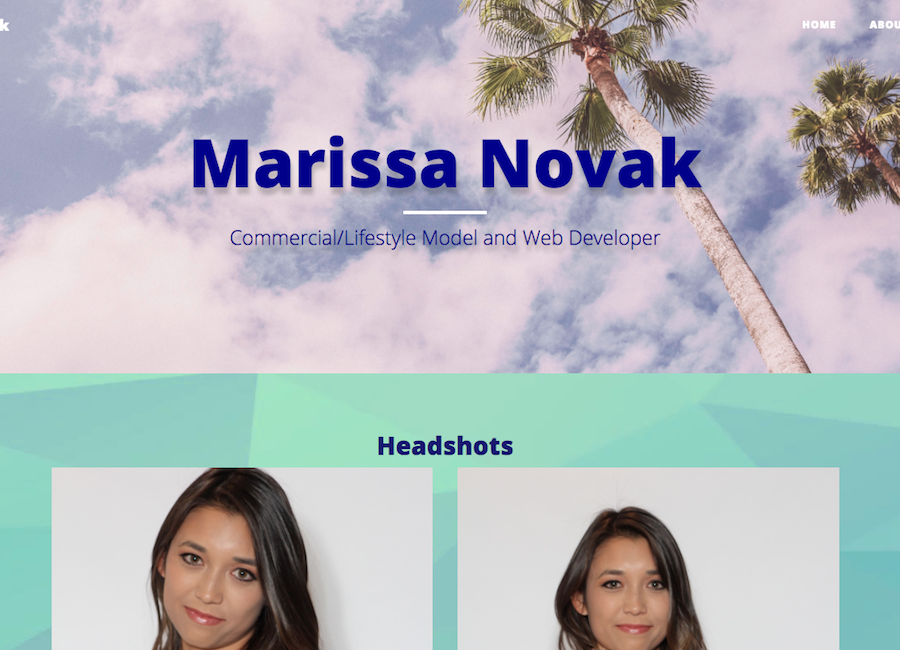 k
HOME
Marissa Novak
Commercial/Lifestyle Model and Web Developer
Headshots